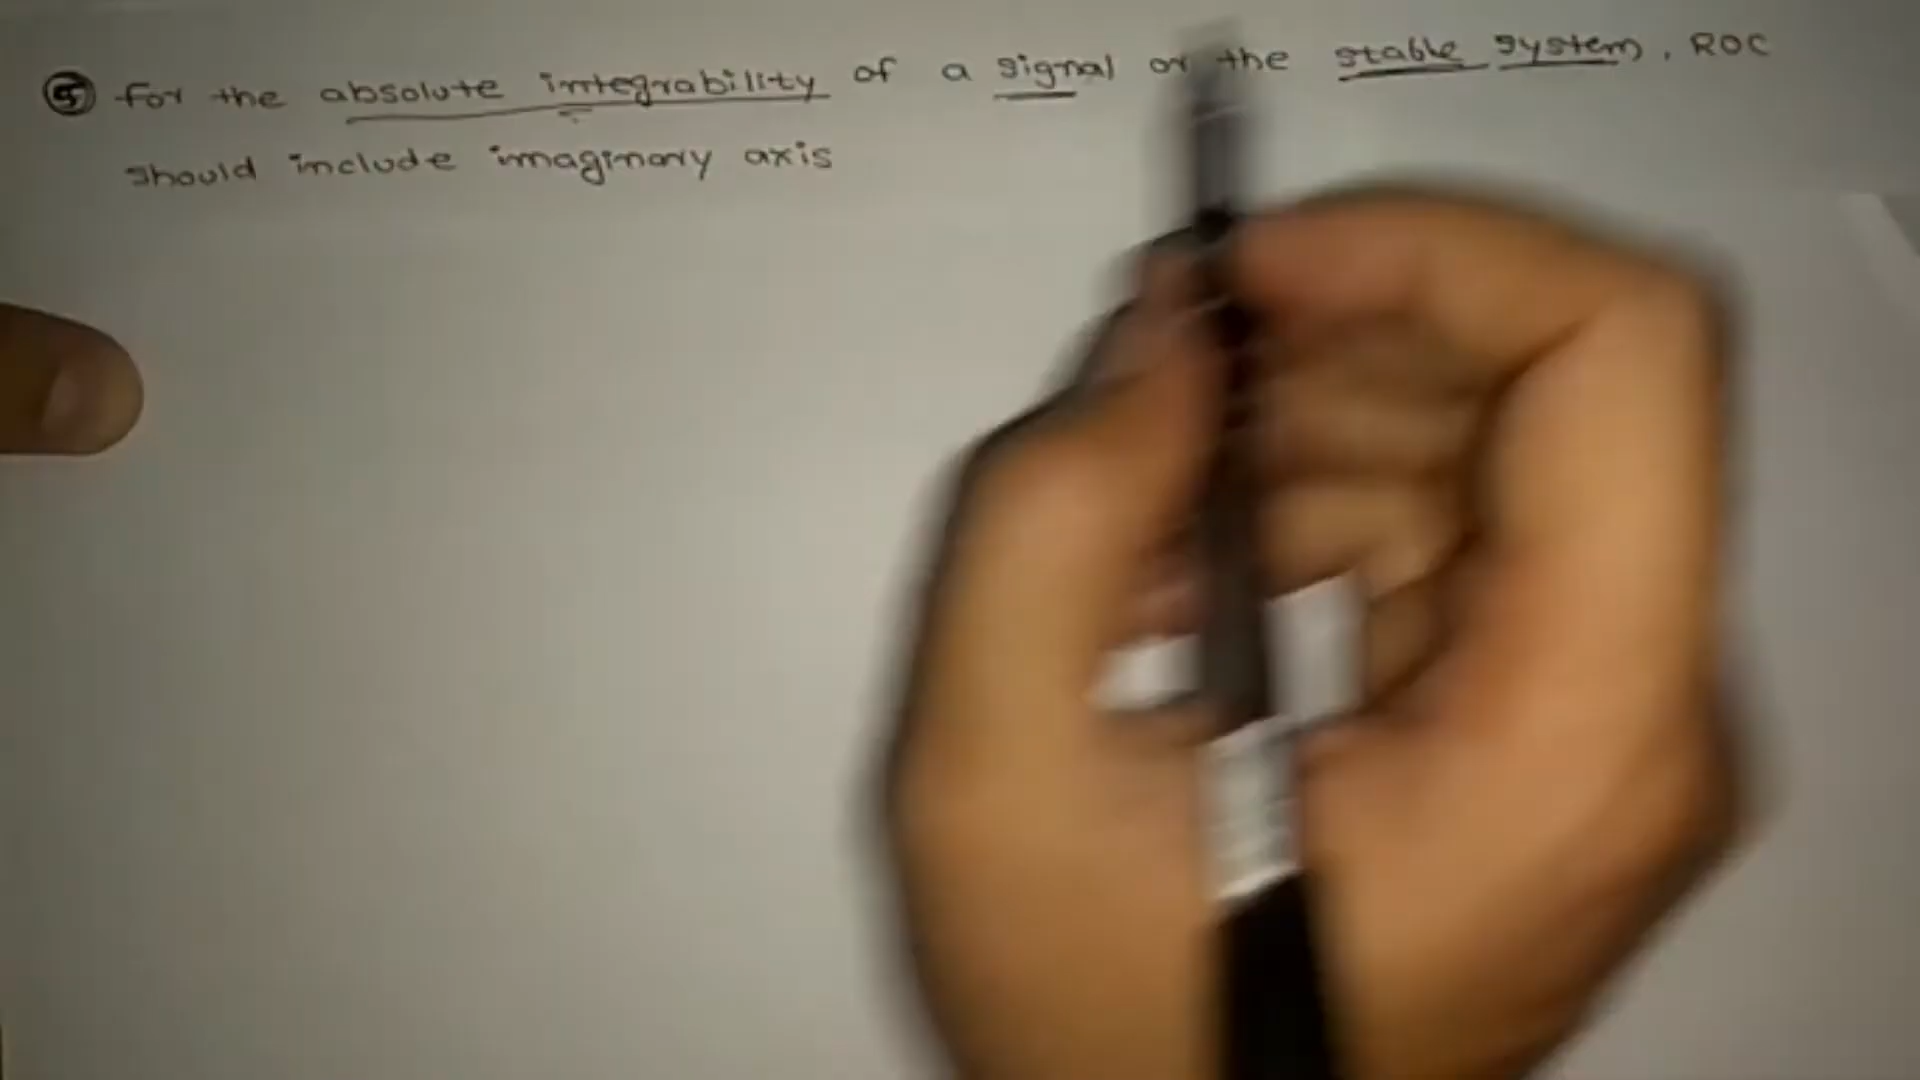 ⑤ for the absolute integrability of a signal or the stable system, ROC
should include imaginary axis